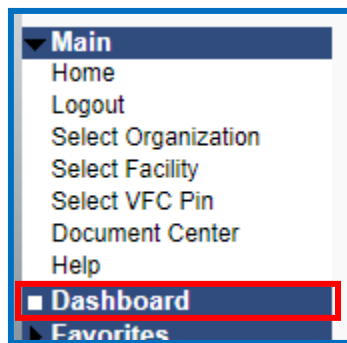 Main
Home
Logout
Select Organization
Select Facility
Select VFC Pin
Document Center
Help
Dashboard
Favorites